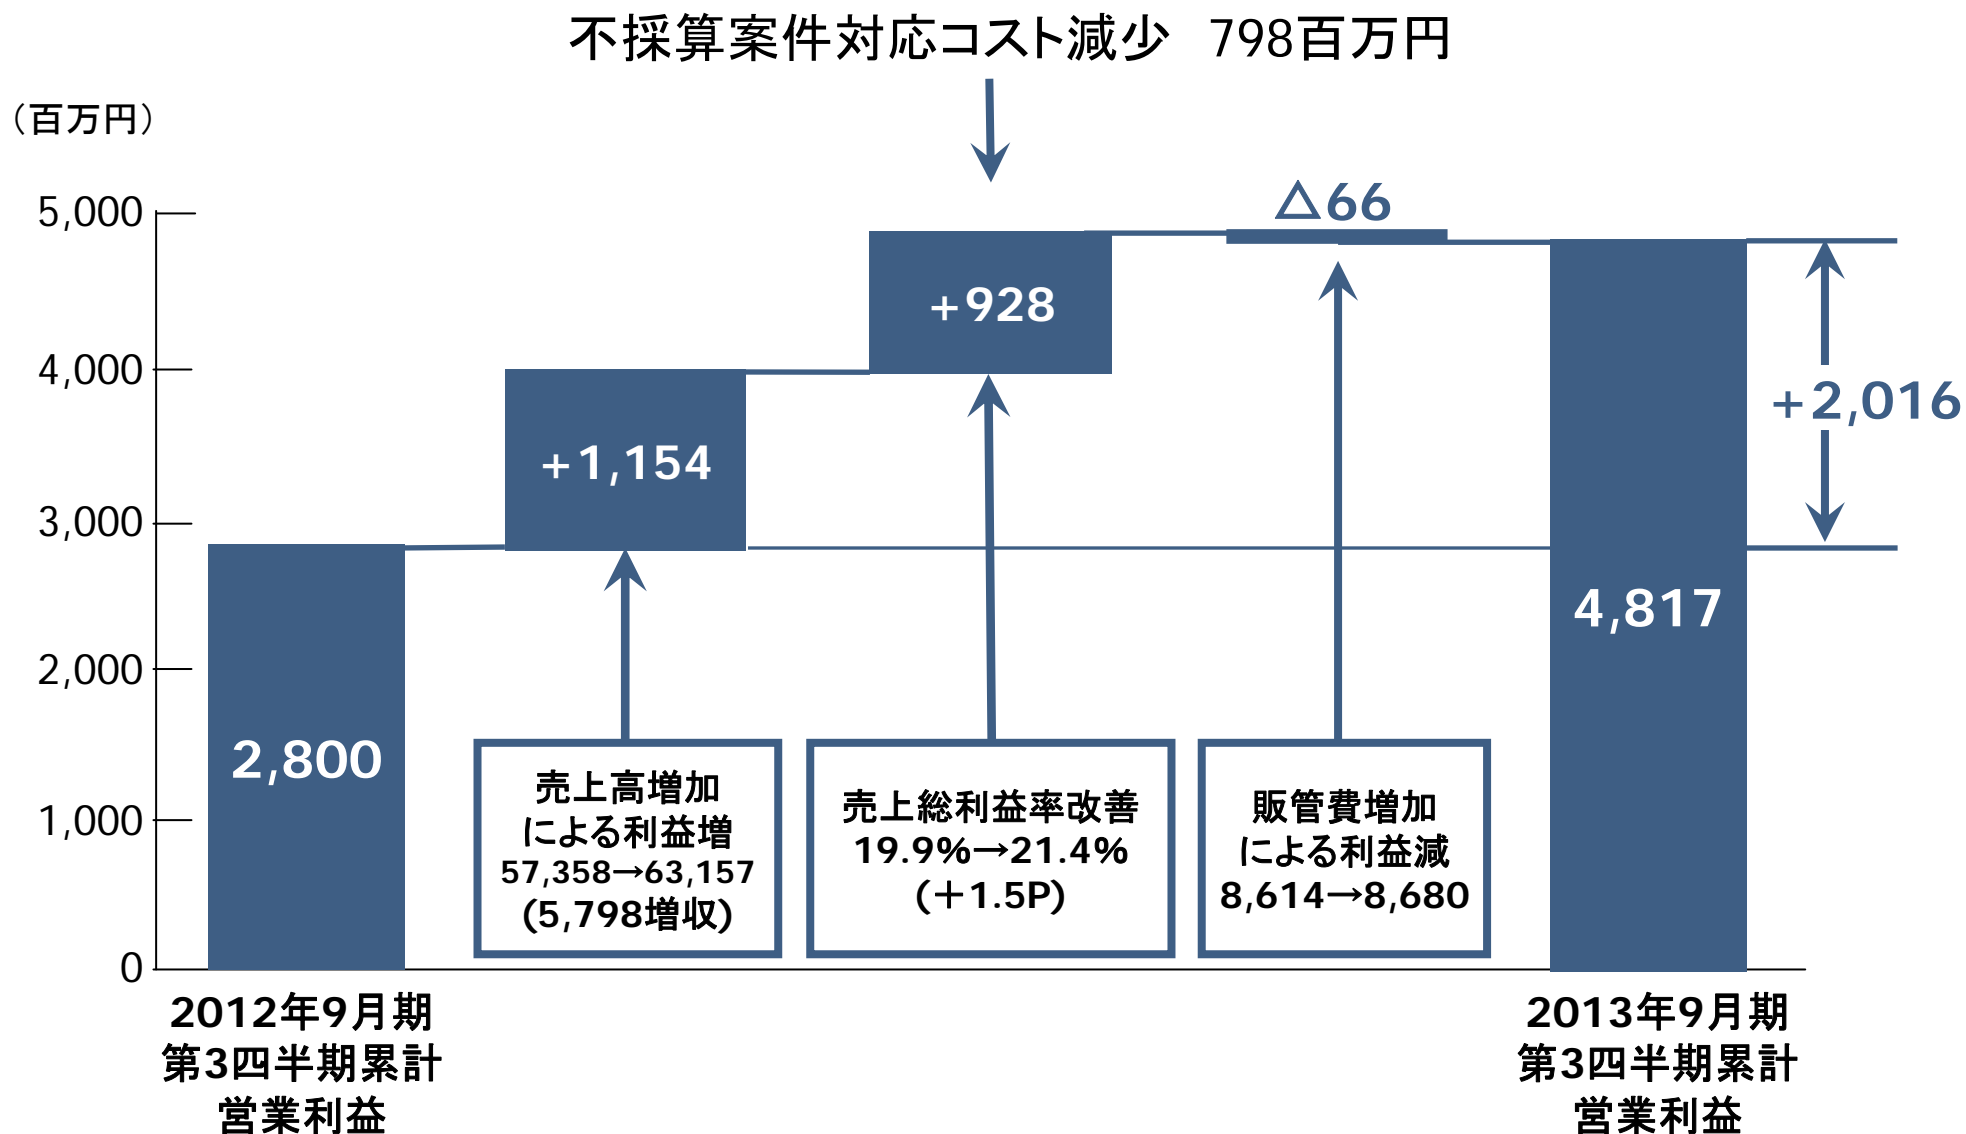 不採算案件対応コスト減少　798百万円
（百万円）
5,000
4,000
3,000
2,000
1,000
0
2,800
+1,154
+928
△66
4,817
+2,016
売上高増加
による利益増
57,358→63,157
(5,798増収)
売上総利益率改善
19.9%→21.4%
(＋1.5P)
販管費増加
による利益減
8,614→8,680
2012年9月期
第3四半期累計
営業利益
2013年9月期
第3四半期累計
営業利益